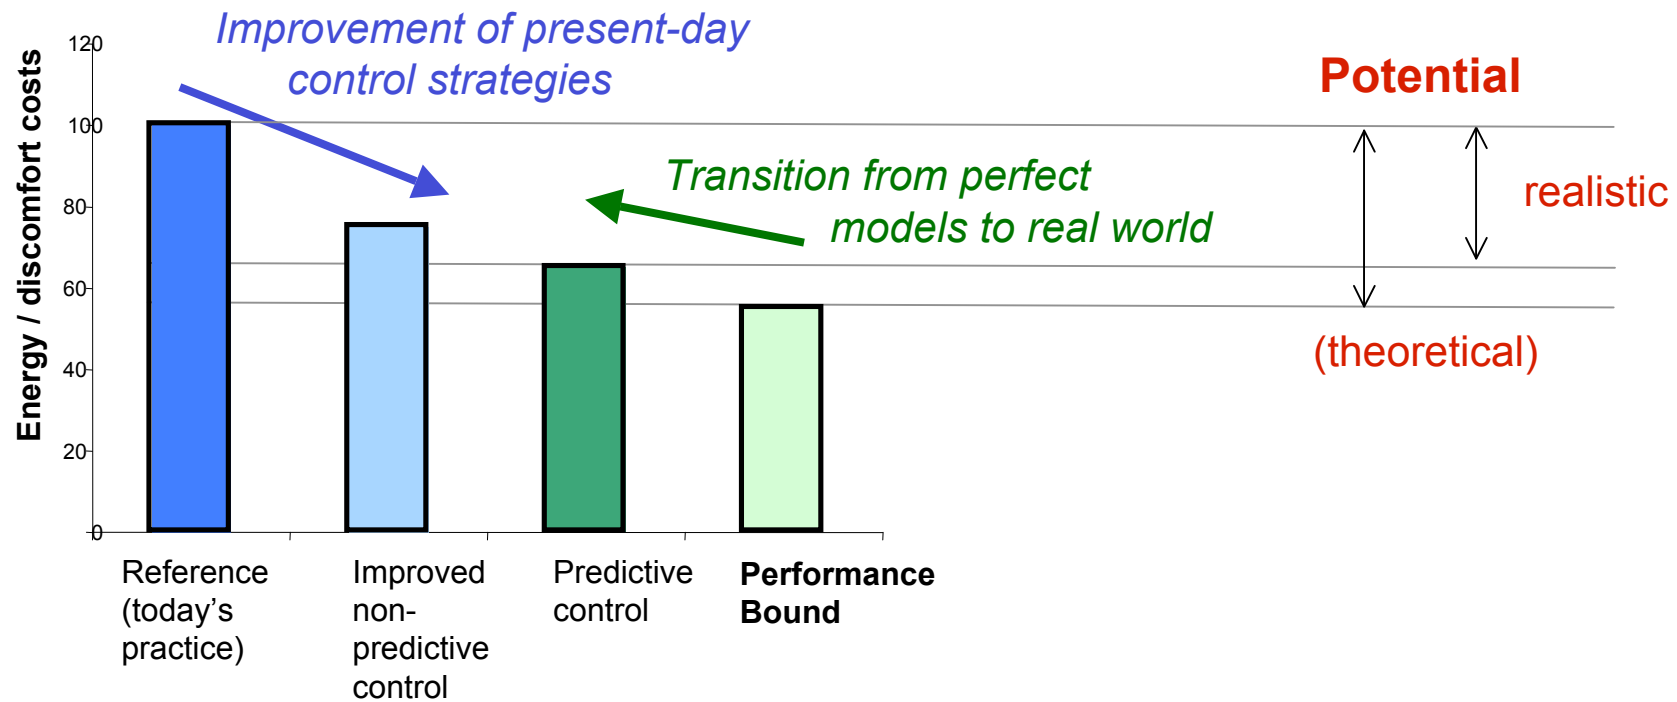 Improvement of present-day
control strategies
Energy / discomfort costs
120
100
80
60
40
20
0
Transition from perfect
models to real world
Potential
realistic
(theoretical)
Reference
(today's
practice)
Improved
non-
predictive
control
Predictive
control
Performance
Bound